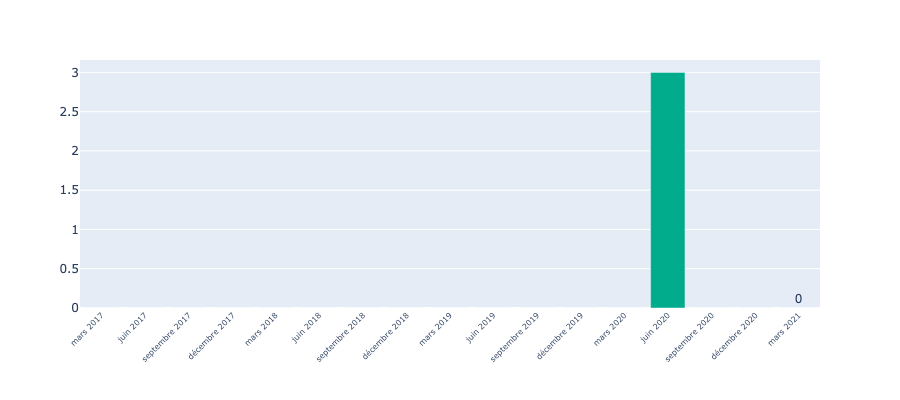 3
2.5
2
1.5
1
0.5
0
0
mars 2017
juin 2017
septembre 2017
décembre 2017
mars 2018
juin 2018
septembre 2018
décembre 2018
mars 2019
juin 2019
septembre 2019
décembre 2019
mars 2020
juin 2020
septembre 2020
décembre 2020
mars 2021